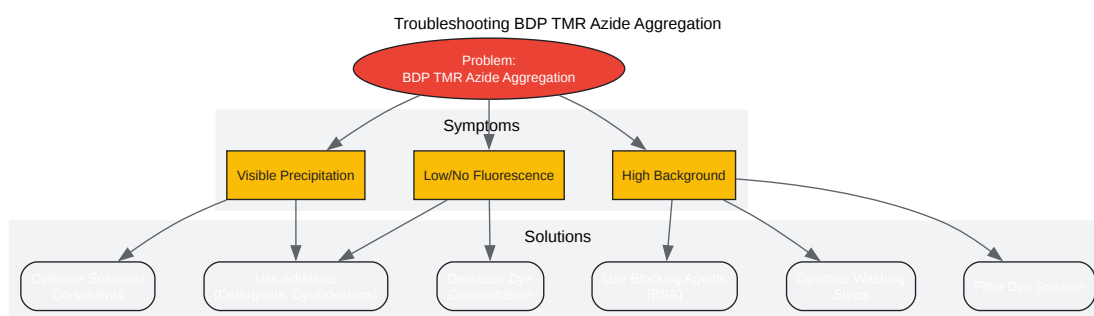 Troubleshooting BDP TMR Azide Aggregation
Problem:
BDP TMR Azide Aggregation
Symptoms
Visible Precipitation
Low/No Fluorescence
High Background
Solutions
Optimize Solvents/
Co-solvents
Use Additives
(Detergents, Cyclodextrins)
Decrease Dye
Concentration
Use Blocking Agents
(BSA)
Optimize Washing
Steps
Filter Dye Solution